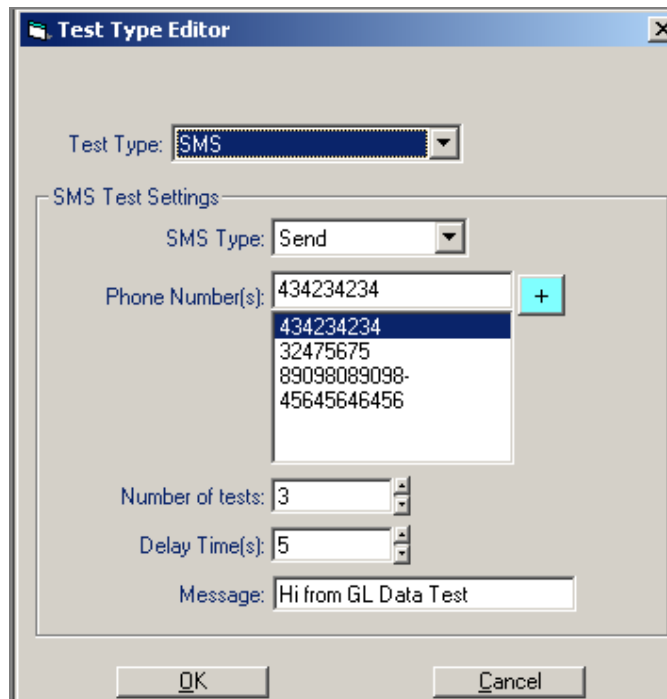 Test Type Editor
Test Type: SMS
SMS Test Settings
SMS Type: Send
Phone Number(s): 434234234 +
434234234
32475675
89098089098-
45645646456
Number of tests: 3
Delay Time(s): 5
Message: Hi from GL Data Test
OK Cancel